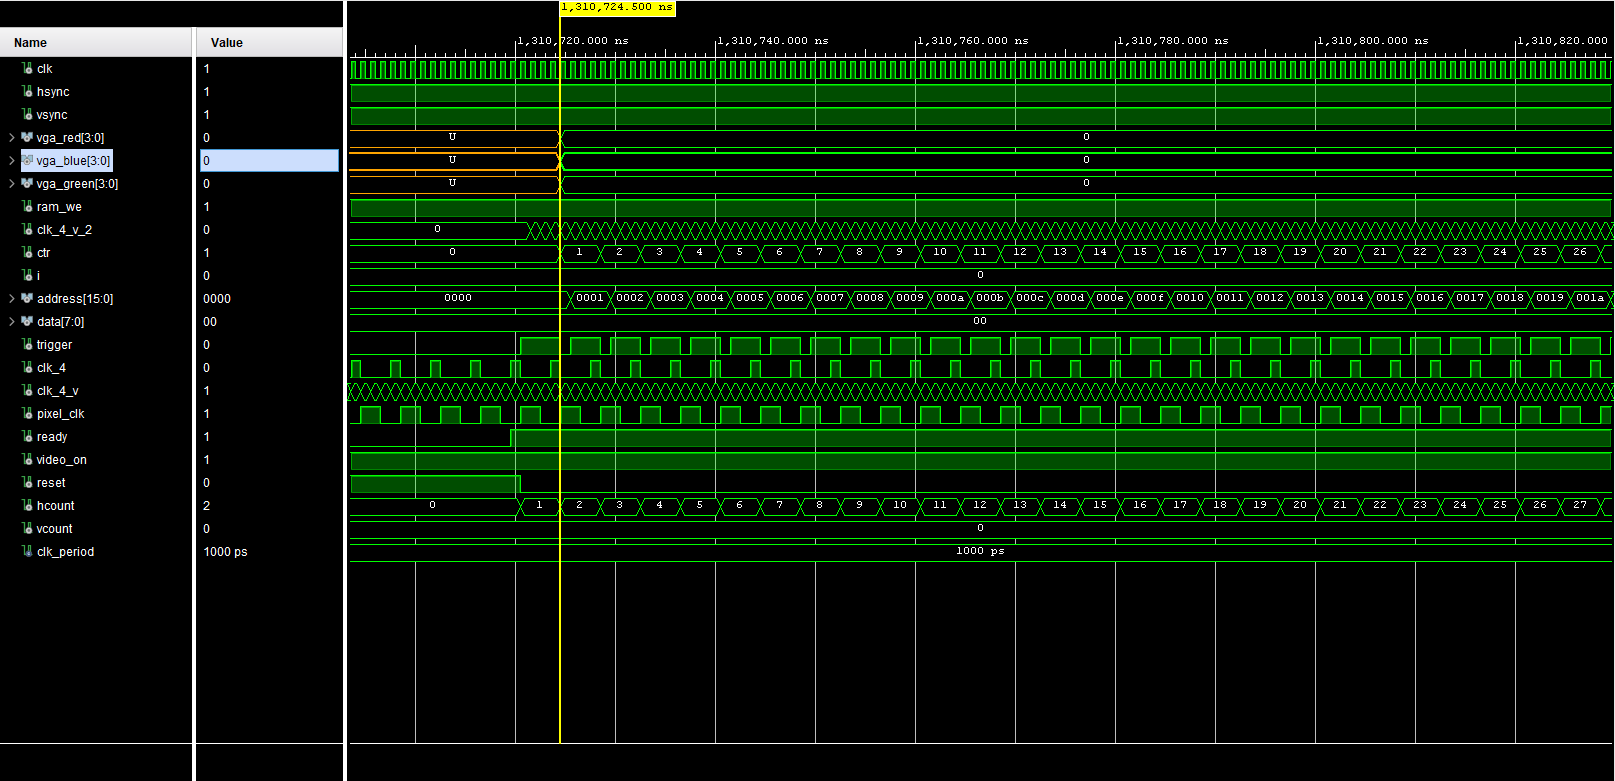 1,310,724.500 ns
Name Value
1,310,720.000 ns 1,310,740.000 ns 1,310,760.000 ns 1,310,780.000 ns 1,310,800.000 ns 1,310,820.000
clk 1
hsync 1
vsync 1
vga_red[3:0] 0 U 0
vga_blue[3:0] 0 U 0
vga_green[3:0] 0 U 0
ram_we 1
clk_4_v_2 0 0
ctr 1 0 1 2 3 4 5 6 7 8 9 10 11 12 13 14 15 16 17 18 19 20 21 22 23 24 25 26
i 0 0
address[15:0] 0000 0000 0001 0002 0003 0004 0005 0006 0007 0008 0009 000a 000b 000c 000d 000e 000f 0010 0011 0012 0013 0014 0015 0016 0017 0018 0019 001a
data[7:0] 00 00
trigger 0
clk_4 0
clk_4_v 1
pixel_clk 1
ready 1
video_on 1
reset 0
hcount 2 0 1 2 3 4 5 6 7 8 9 10 11 12 13 14 15 16 17 18 19 20 21 22 23 24 25 26 27
vcount 0 0
clk_period 1000 ps 1000 ps